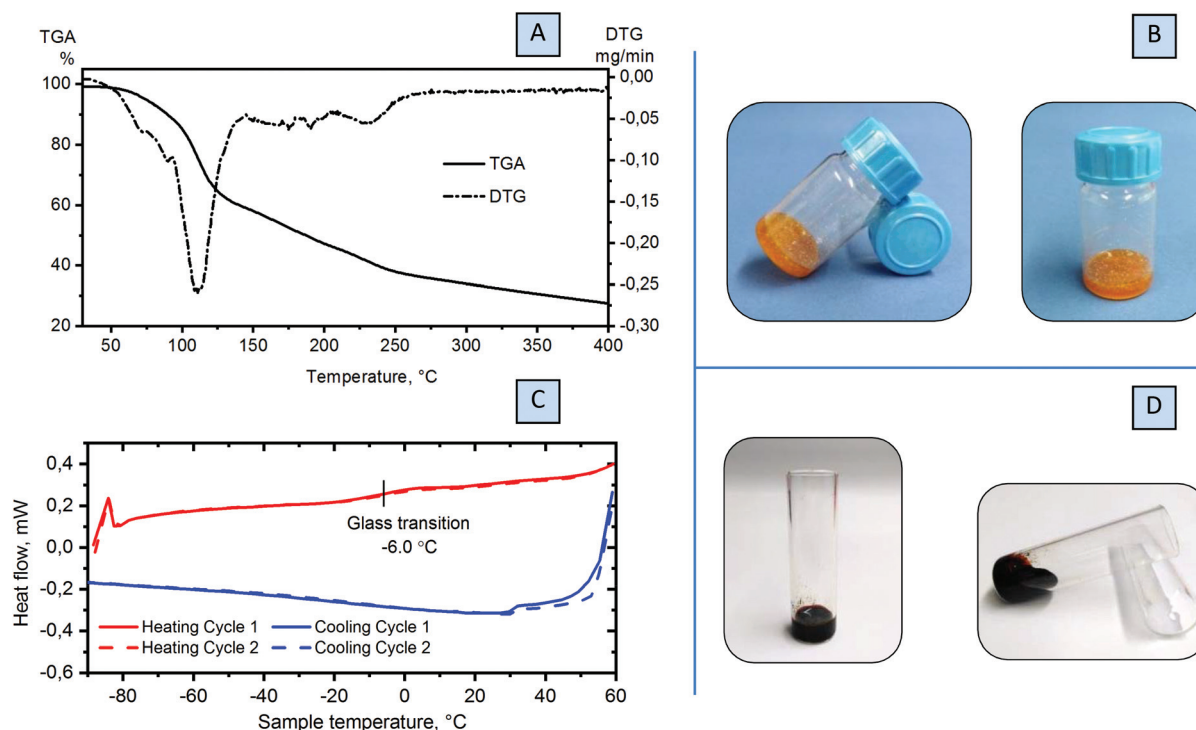 A
TGA
%
DTG
mg/min
100
80
60
40
20
0,00
-0,05
-0,10
-0,15
-0,20
-0,25
-0,30
TGA
DTG
50 100 150 200 250 300 350 400
Temperature, °C
B
C
0,4
0,2
0,0
-0,2
-0,4
-0,6
Heat flow, mW
Glass transition
-6.0 °C
Heating Cycle 1 Cooling Cycle 1
Heating Cycle 2 Cooling Cycle 2
-80 -60 -40 -20 0 20 40 60
Sample temperature, °C
D